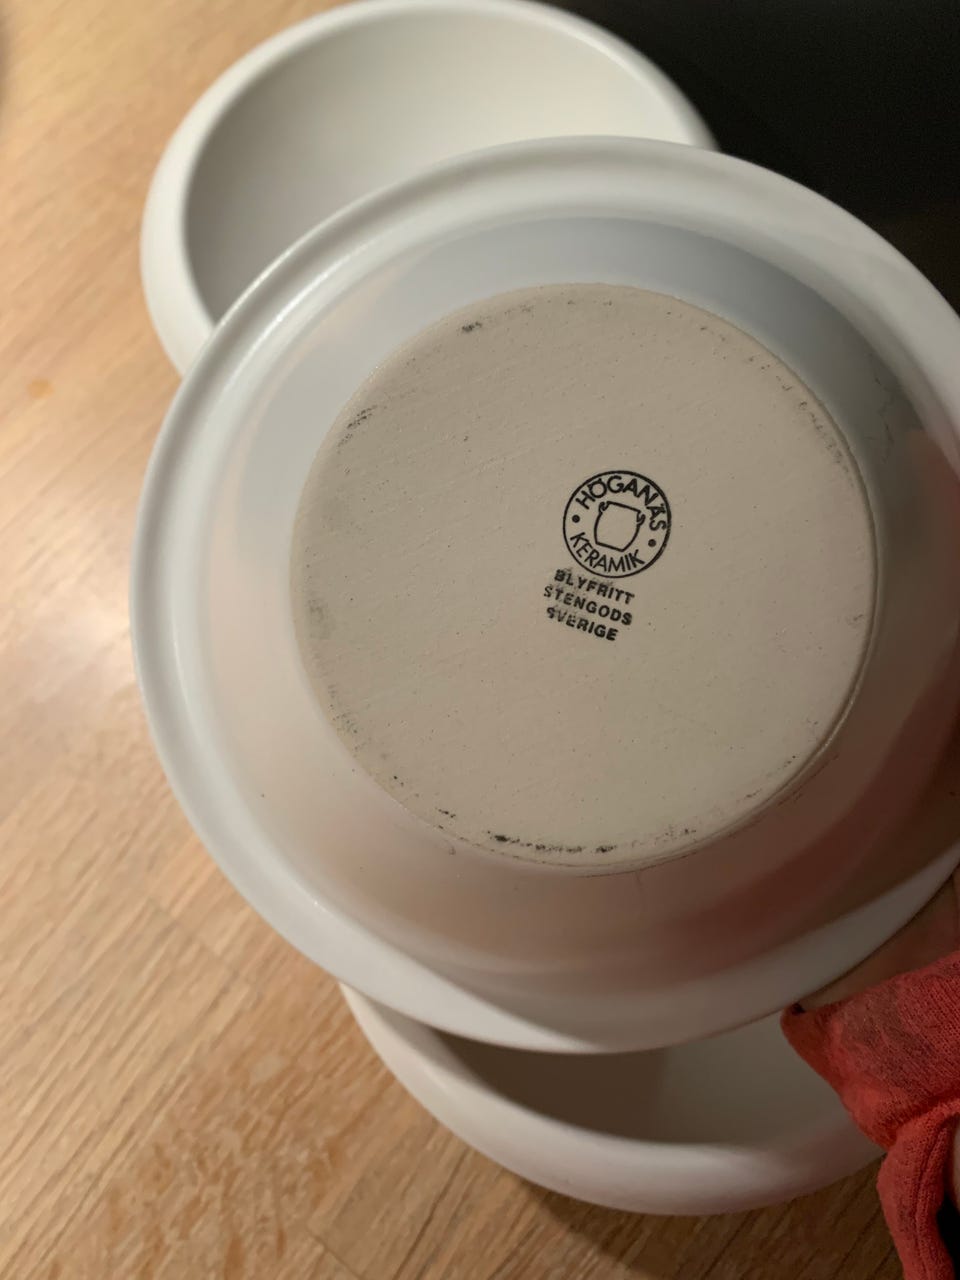 HÖGANÄS
KERAMIK
BLYFRITT
STENGODS
SVERIGE